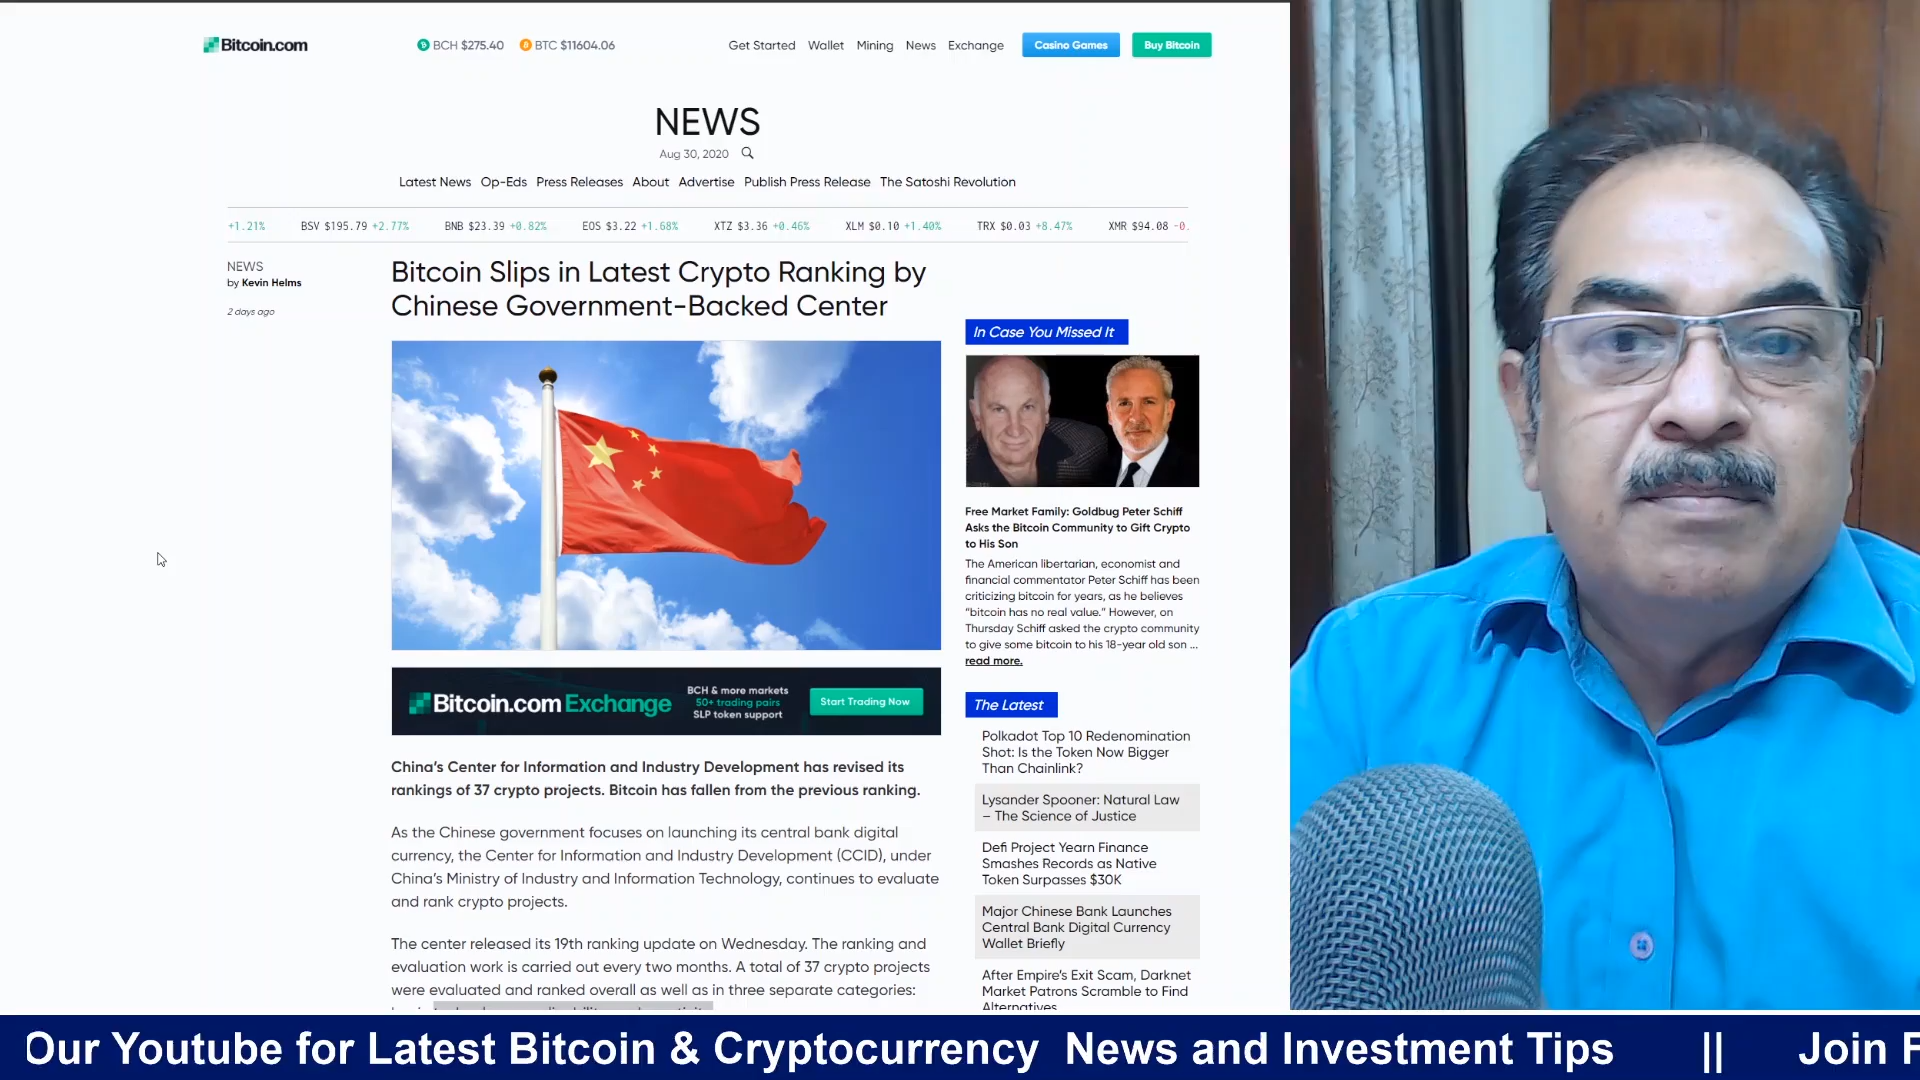 Bitcoin.com
BCH $275.40
BTC $11604.06
Get Started Wallet Mining News Exchange
Casino Games
Buy Bitcoin
NEWS
Aug 30, 2020
Latest News Op-Eds Press Releases About Advertise Publish Press Release The Satoshi Revolution
+1.21% BSV $195.79 +2.77% BNB $23.39 +0.82% EOS $3.22 +1.68% XTZ $3.36 +0.46% XLM $0.10 +1.40% TRX $0.03 +8.47% XMR $94.08 -0.
NEWS
by Kevin Helms
2 days ago
Bitcoin Slips in Latest Crypto Ranking by
Chinese Government-Backed Center
Bitcoin.com Exchange
BCH & more markets
50+ trading pairs
SLP token support
Start Trading Now
China's Center for Information and Industry Development has revised its
rankings of 37 crypto projects. Bitcoin has fallen from the previous ranking.
As the Chinese government focuses on launching its central bank digital
currency, the Center for Information and Industry Development (CCID), under
China's Ministry of Industry and Information Technology, continues to evaluate
and rank crypto projects.
The center released its 19th ranking update on Wednesday. The ranking and
evaluation work is carried out every two months. A total of 37 crypto projects
were evaluated and ranked overall as well as in three separate categories:
In Case You Missed It
Free Market Family: Goldbug Peter Schiff
Asks the Bitcoin Community to Gift Crypto
to His Son
The American libertarian, economist and
financial commentator Peter Schiff has been
criticizing bitcoin for years, as he believes
"bitcoin has no real value." However, on
Thursday Schiff asked the crypto community
to give some bitcoin to his 18-year old son ...
read more.
The Latest
Polkadot Top 10 Redenomination
Shot: Is the Token Now Bigger
Than Chainlink?
Lysander Spooner: Natural Law
– The Science of Justice
Defi Project Yearn Finance
Smashes Records as Native
Token Surpasses $30K
Major Chinese Bank Launches
Central Bank Digital Currency
Wallet Briefly
After Empire's Exit Scam, Darknet
Market Patrons Scramble to Find
Alternatives
Our Youtube for Latest Bitcoin & Cryptocurrency News and Investment Tips || Join F